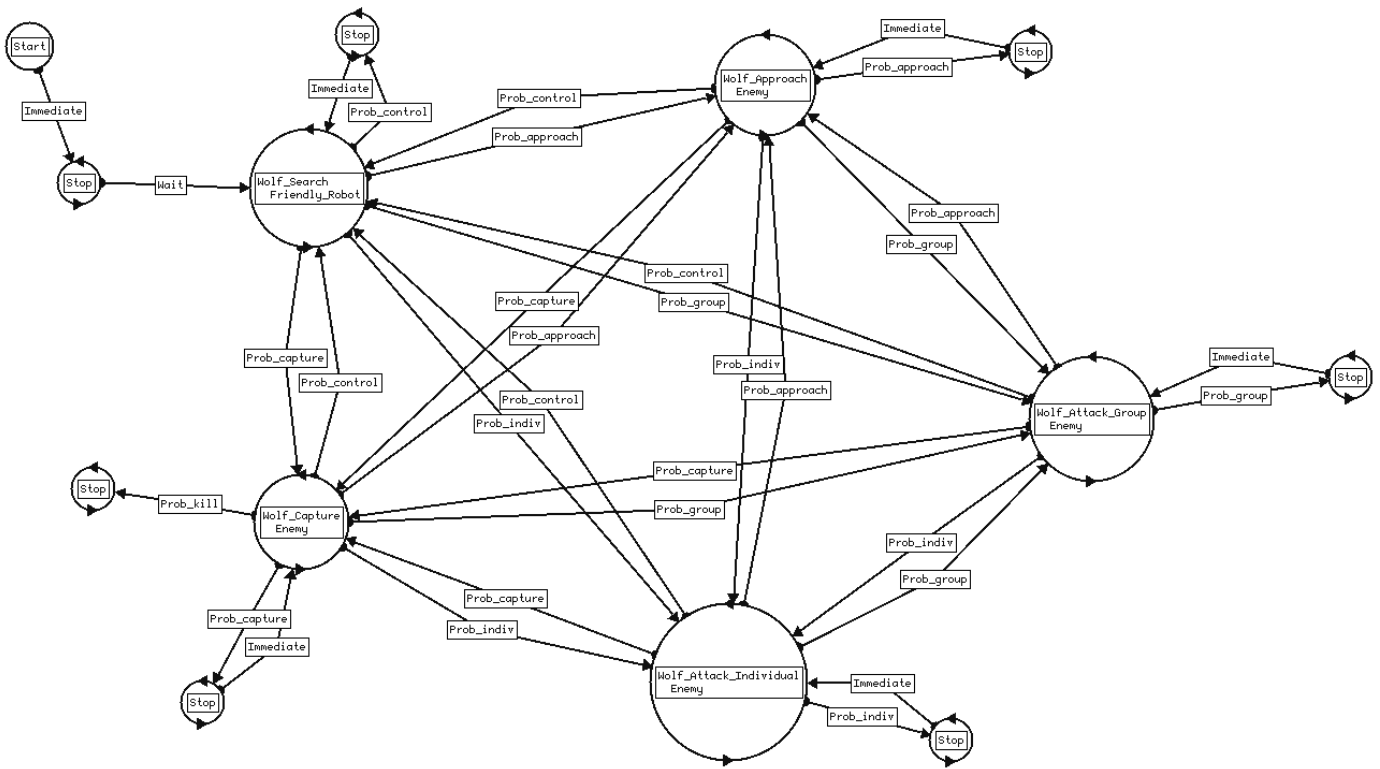 Start
Stop
Immediate
Stop
Wolf_Approach
Enemy
Immediate
Prob_approach
Stop
Immediate
Prob_control
Prob_control
Prob_approach
Stop
Wait
Wolf_Search
Friendly_Robot
Prob_approach
Prob_group
Prob_control
Prob_group
Prob_capture
Prob_approach
Prob_capture
Prob_control
Prob_indiv
Prob_approach
Prob_control
Prob_indiv
Immediate
Prob_group
Stop
Wolf_Attack_Group
Enemy
Prob_capture
Prob_group
Stop
Prob_kill
Wolf_Capture
Enemy
Prob_indiv
Prob_group
Prob_capture
Prob_indiv
Prob_capture
Immediate
Stop
Wolf_Attack_Individual
Enemy
Immediate
Prob_indiv
Stop